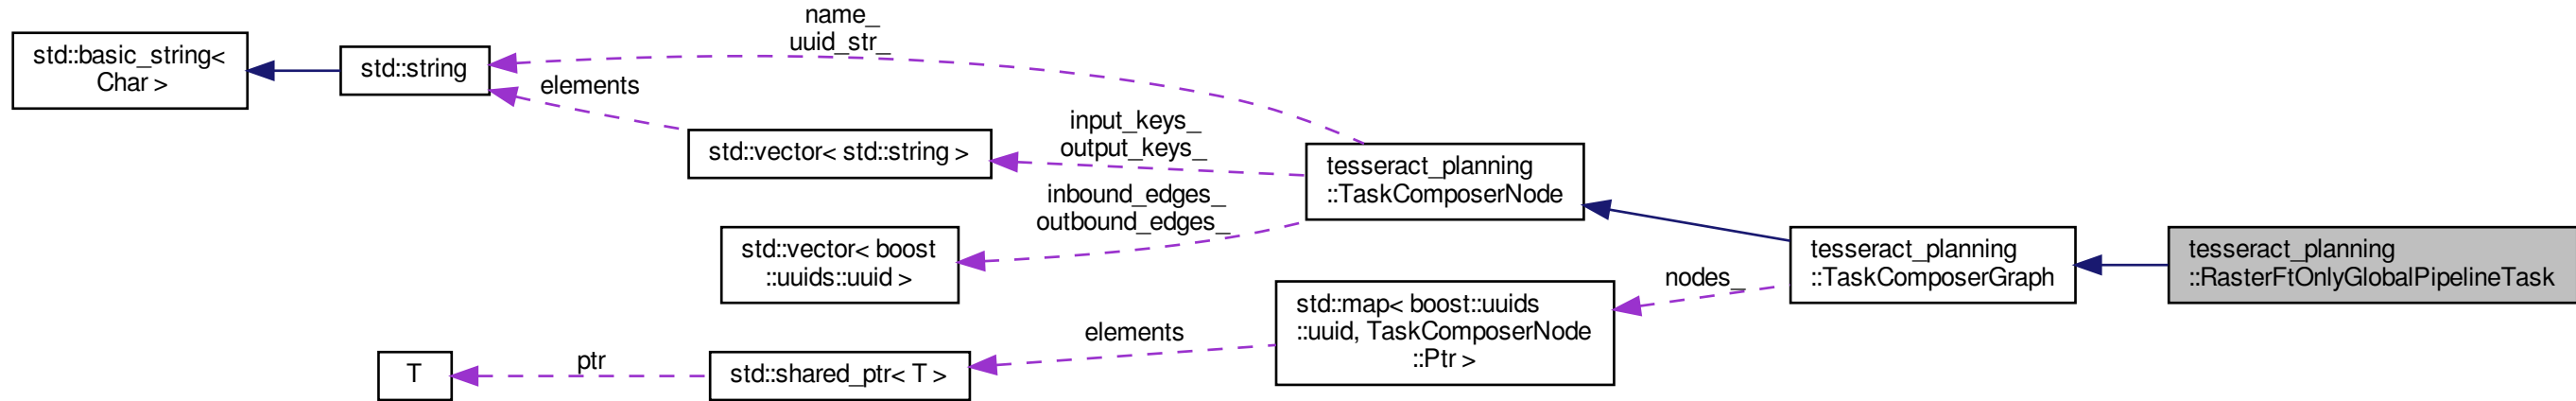 name_
uuid_str_
std::basic_string<
Char >
std::string
elements
input_keys_
output_keys_
std::vector< std::string >
tesseract_planning
::TaskComposerNode
inbound_edges_
outbound_edges_
std::vector< boost
::uuids::uuid >
tesseract_planning
::TaskComposerGraph
tesseract_planning
::RasterFtOnlyGlobalPipelineTask
nodes_
std::map< boost::uuids
::uuid, TaskComposerNode
::Ptr >
elements
ptr
T
std::shared_ptr< T >